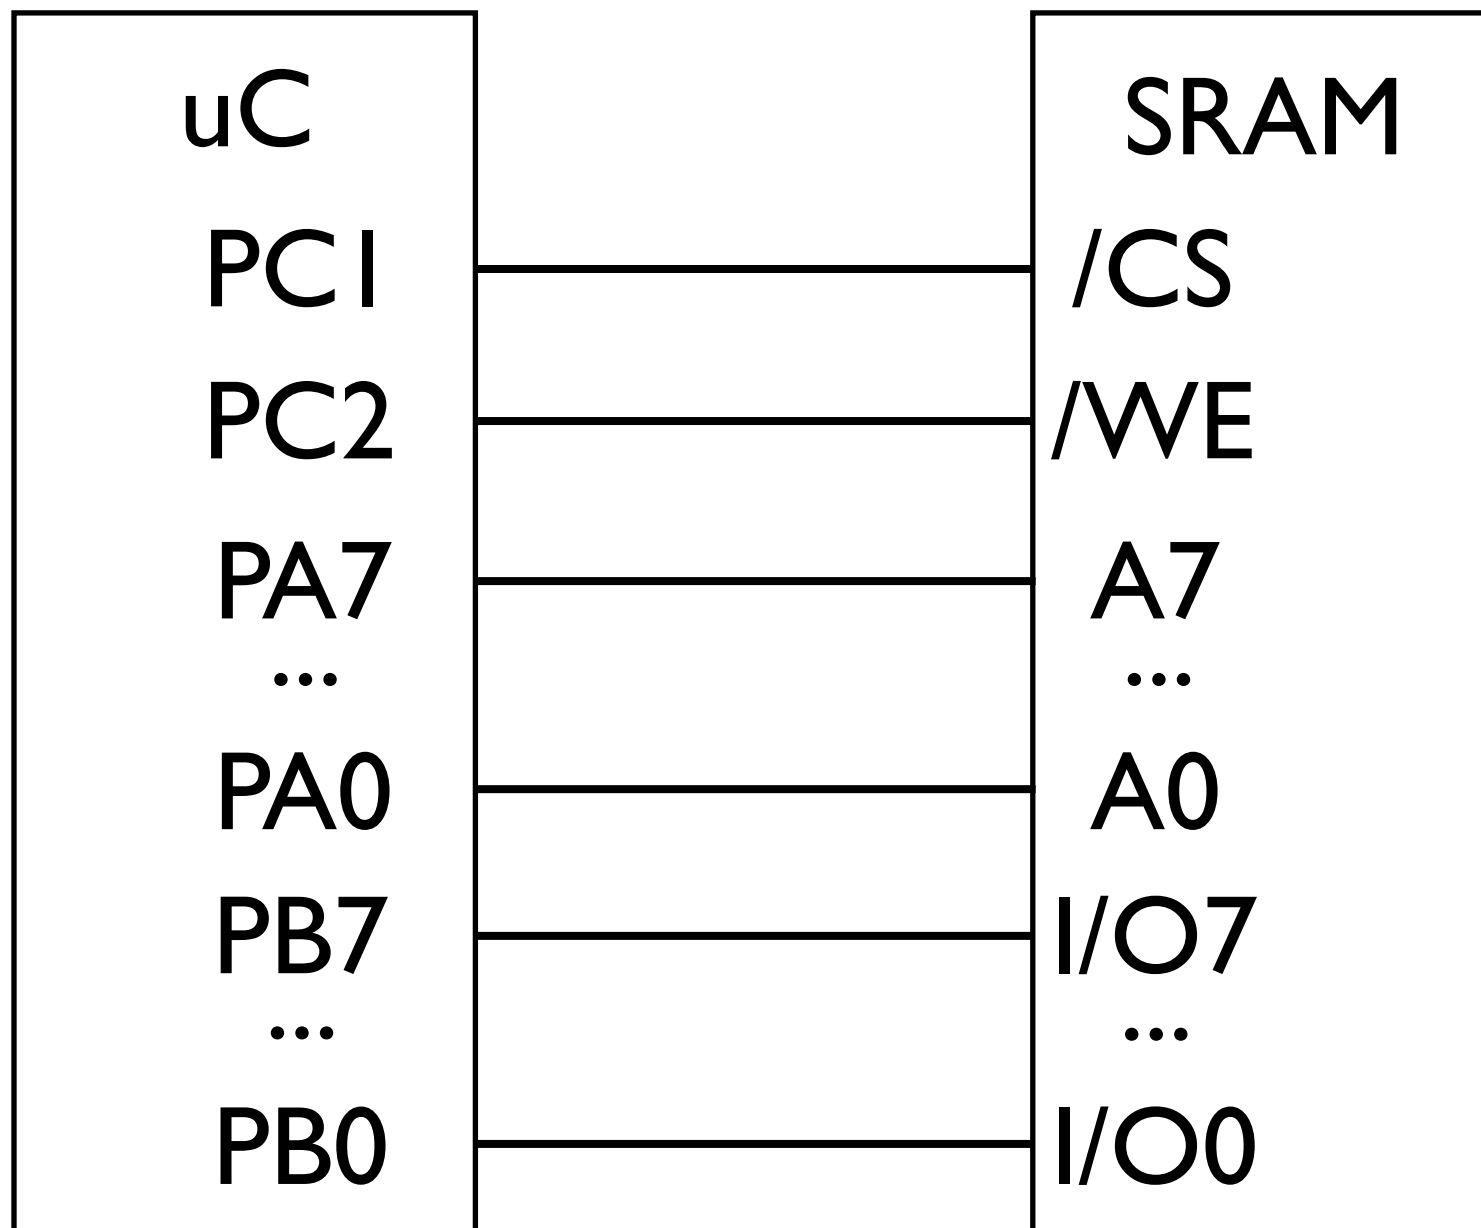 uC SRAM
PC1 /CS
PC2 /WE
PA7 A7
... ...
PA0 A0
PB7 I/O7
... ...
PB0 I/O0